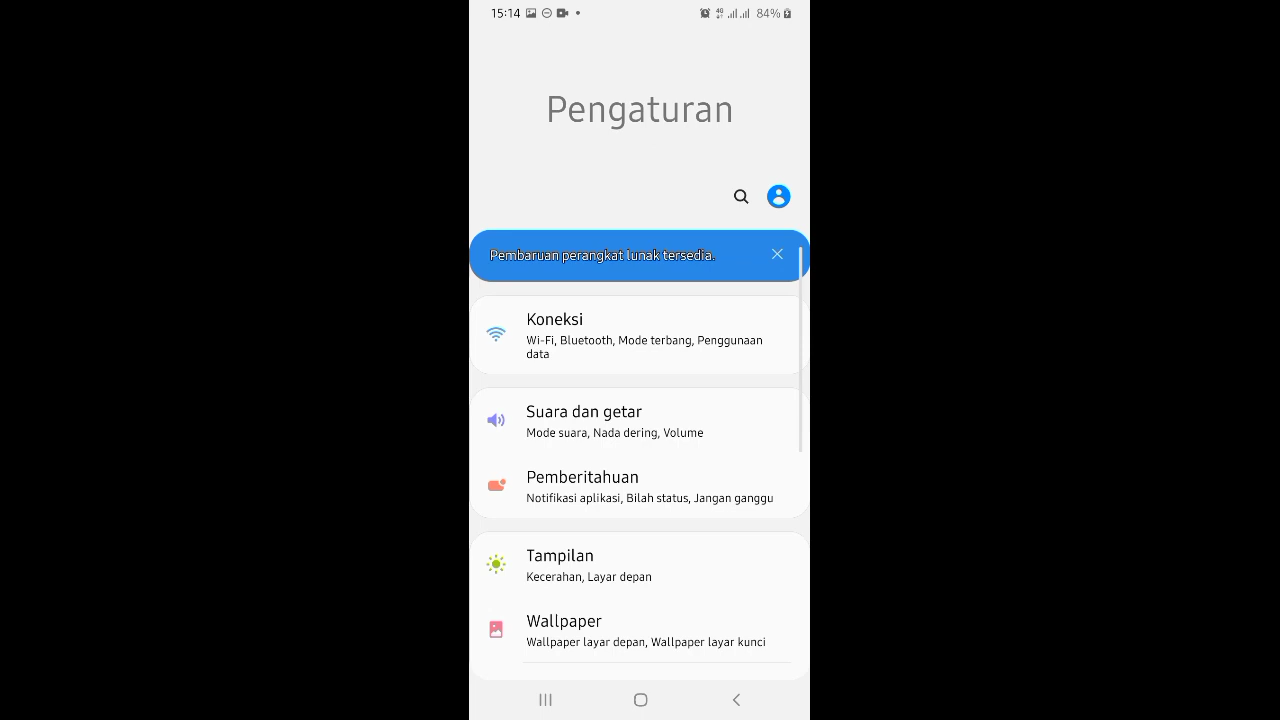 15:14
4G
84%
Pengaturan
Pembaruan perangkat lunak tersedia.
Koneksi
Wi-Fi, Bluetooth, Mode terbang, Penggunaan
data
Suara dan getar
Mode suara, Nada dering, Volume
Pemberitahuan
Notifikasi aplikasi, Bilah status, Jangan ganggu
Tampilan
Kecerahan, Layar depan
Wallpaper
Wallpaper layar depan, Wallpaper layar kunci